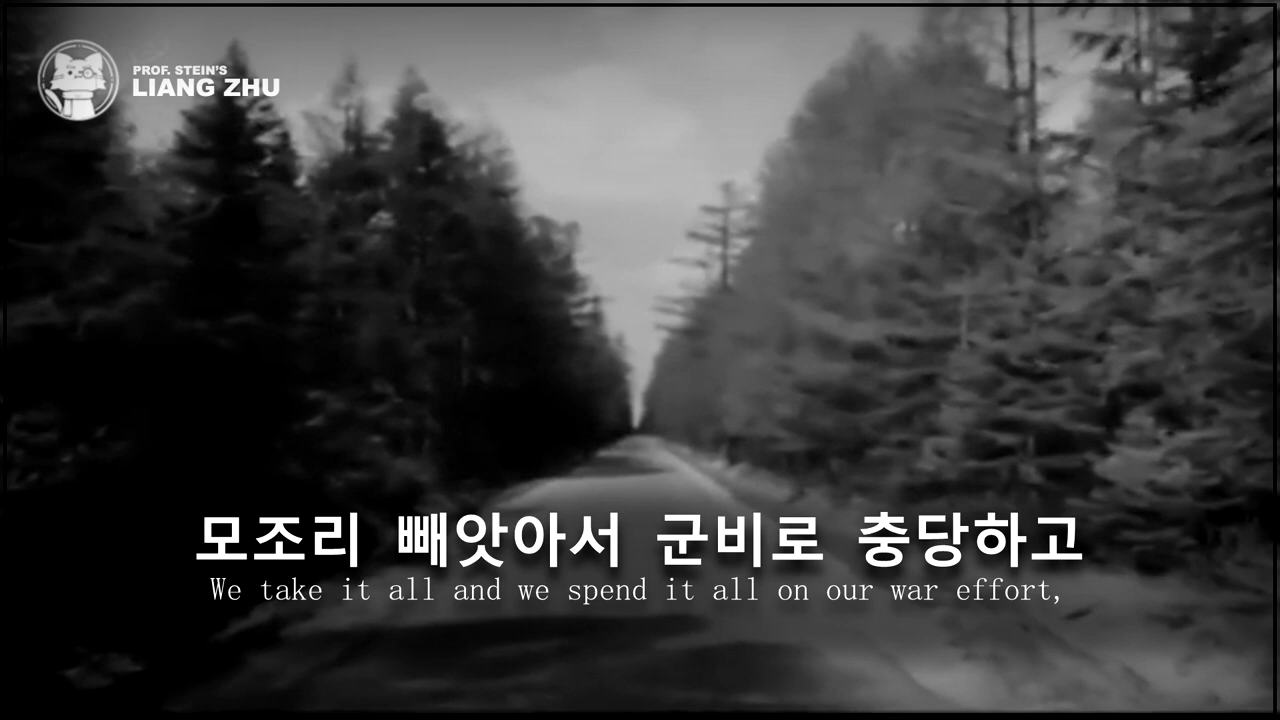 PROF. STEIN'S
LIANG ZHU
모조리 빼앗아서 군비로 충당하고
We take it all and we spend it all on our war effort,